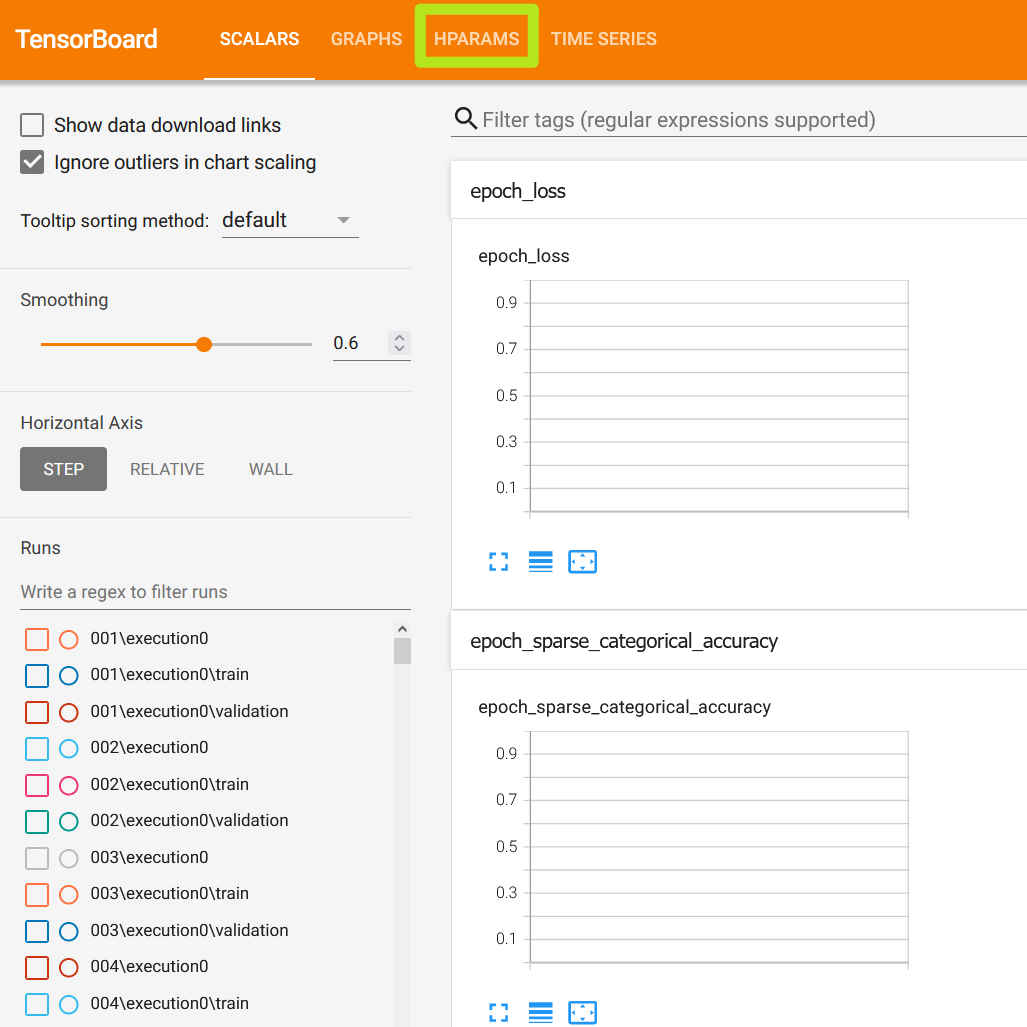 TensorBoard SCALARS GRAPHS HPARAMS TIME SERIES
Show data download links
Ignore outliers in chart scaling
Tooltip sorting method: default
Smoothing
0.6
Horizontal Axis
STEP RELATIVE WALL
Runs
Write a regex to filter runs
001\execution0
001\execution0\train
001\execution0\validation
002\execution0
002\execution0\train
002\execution0\validation
003\execution0
003\execution0\train
003\execution0\validation
004\execution0
004\execution0\train
Filter tags (regular expressions supported)
epoch_loss
epoch_loss
0.9
0.7
0.5
0.3
0.1
epoch_sparse_categorical_accuracy
epoch_sparse_categorical_accuracy
0.9
0.7
0.5
0.3
0.1